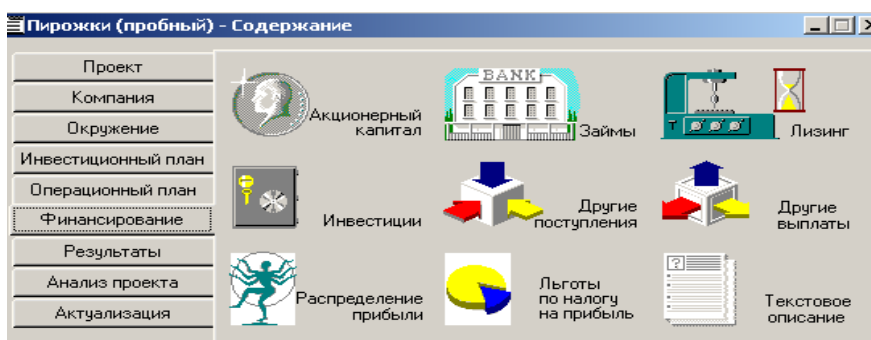 Пирожки (пробный) - Содержание
Проект
Компания
Окружение
Инвестиционный план
Операционный план
Финансирование
Результаты
Анализ проекта
Актуализация
Акционерный
капитал
BANK
Займы
Лизинг
Инвестиции
Другие
поступления
Другие
выплаты
Распределение
прибыли
Льготы
по налогу
на прибыль
?
Текстовое
описание